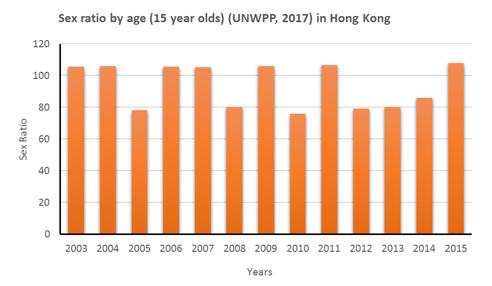 Sex ratio by age (15 year olds) (UNWPP, 2017) in Hong Kong
120
100
80
60
40
20
0
Sex Ratio
2003 2004 2005 2006 2007 2008 2009 2010 2011 2012 2013 2014 2015
Years